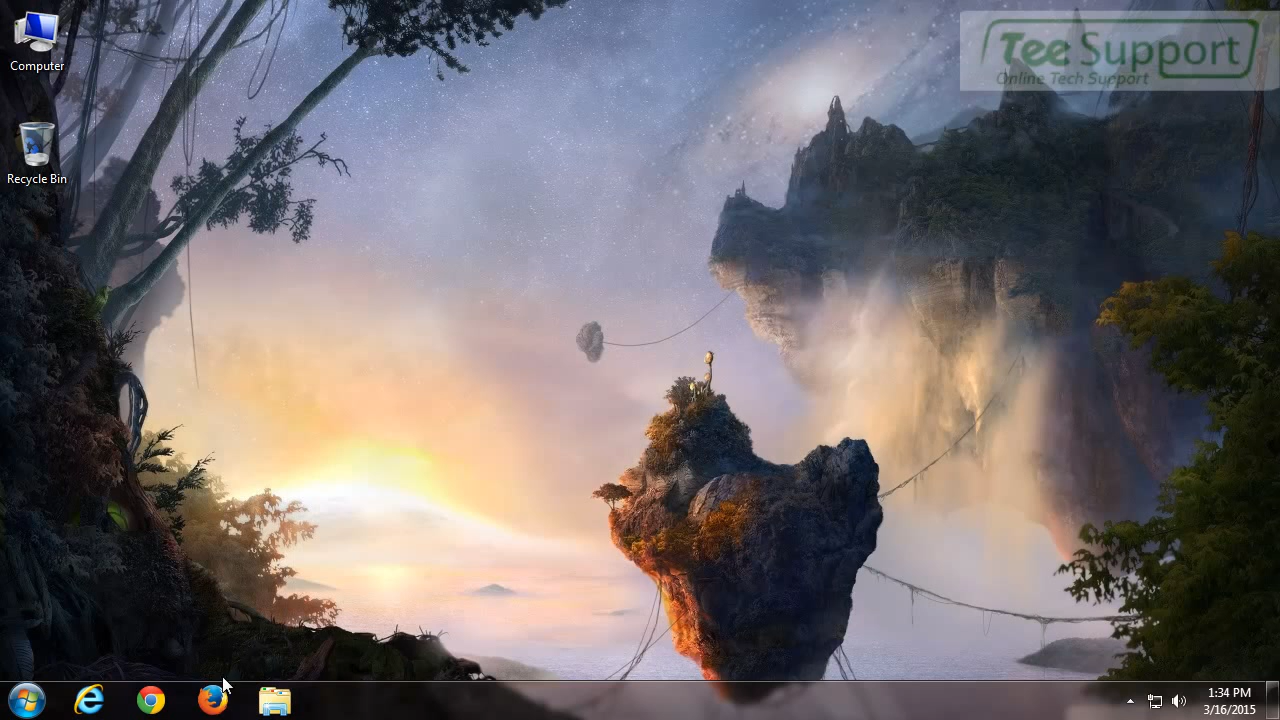 Computer
Recycle Bin
Tee Support
Online Tech Support
1:34 PM
3/16/2015